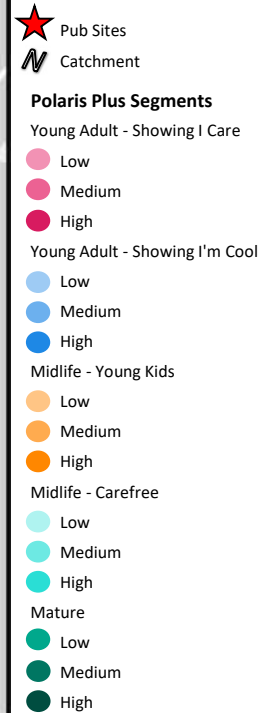 Pub Sites
Catchment
Polaris Plus Segments
Young Adult - Showing I Care
Low
Medium
High
Young Adult - Showing I'm Cool
Low
Medium
High
Midlife - Young Kids
Low
Medium
High
Midlife - Carefree
Low
Medium
High
Mature
Low
Medium
High